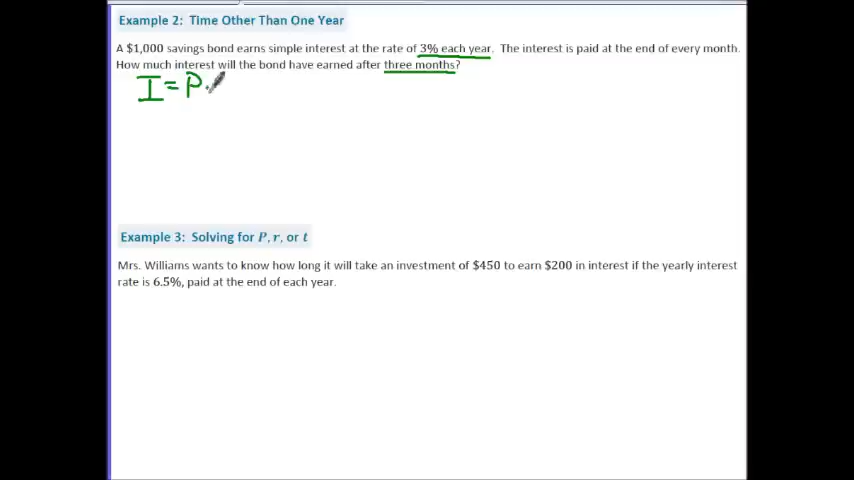 Example 2: Time Other Than One Year
A $1,000 savings bond earns simple interest at the rate of 3% each year. The interest is paid at the end of every month.
How much interest will the bond have earned after three months?
I = P ·
Example 3: Solving for P, r, or t
Mrs. Williams wants to know how long it will take an investment of $450 to earn $200 in interest if the yearly interest
rate is 6.5%, paid at the end of each year.